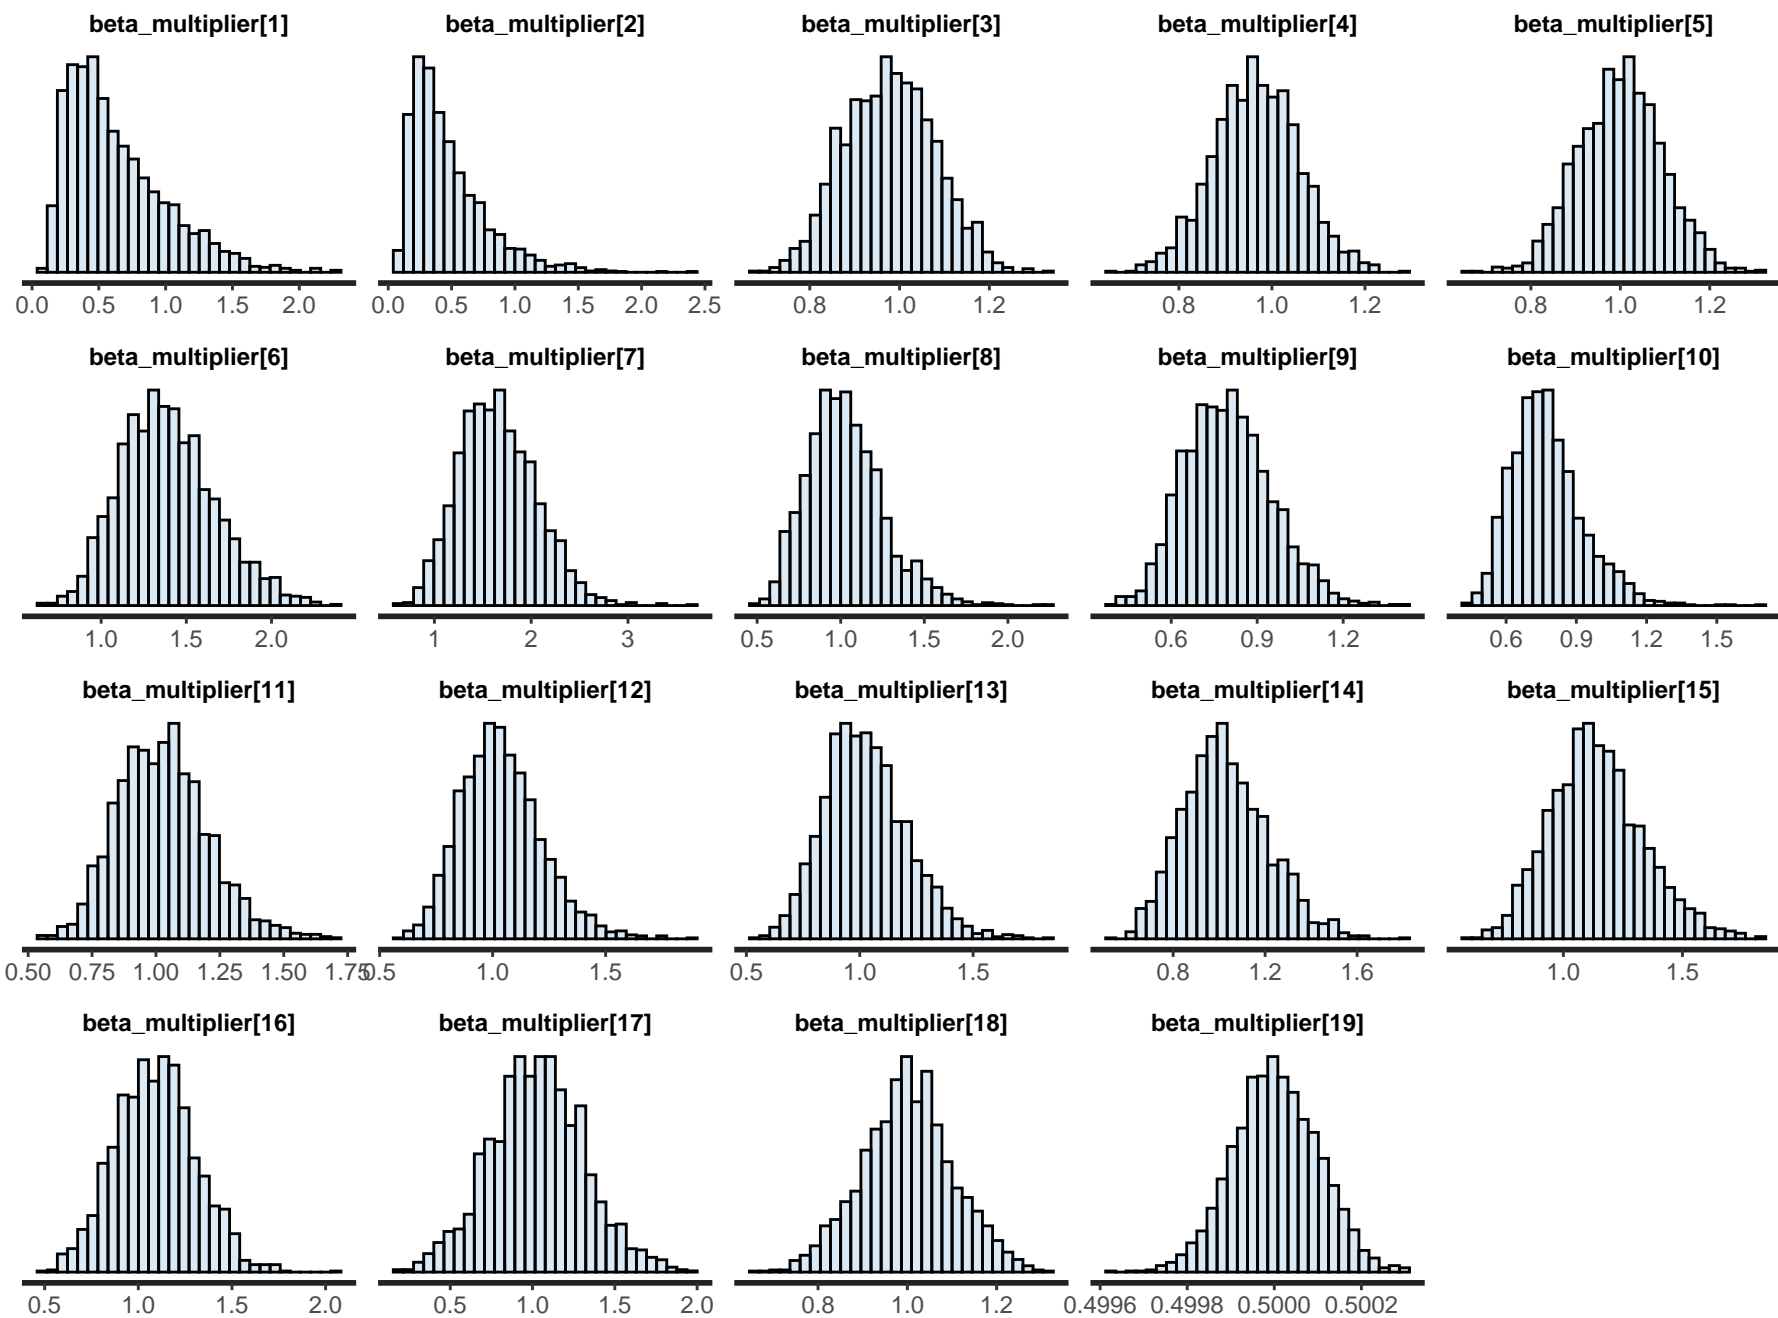 beta_multiplier[1] beta_multiplier[2] beta_multiplier[3] beta_multiplier[4] beta_multiplier[5]
0.0 0.5 1.0 1.5 2.0 0.0 0.5 1.0 1.5 2.0 2.5 0.8 1.0 1.2 0.8 1.0 1.2 0.8 1.0 1.2
beta_multiplier[6] beta_multiplier[7] beta_multiplier[8] beta_multiplier[9] beta_multiplier[10]
1.0 1.5 2.0 1 2 3 0.5 1.0 1.5 2.0 0.6 0.9 1.2 0.6 0.9 1.2 1.5
beta_multiplier[11] beta_multiplier[12] beta_multiplier[13] beta_multiplier[14] beta_multiplier[15]
0.50 0.75 1.00 1.25 1.50 1.75 0.5 1.0 1.5 0.5 1.0 1.5 0.8 1.2 1.6 1.0 1.5
beta_multiplier[16] beta_multiplier[17] beta_multiplier[18] beta_multiplier[19]
0.5 1.0 1.5 2.0 0.5 1.0 1.5 2.0 0.8 1.0 1.2 0.4996 0.4998 0.5000 0.5002